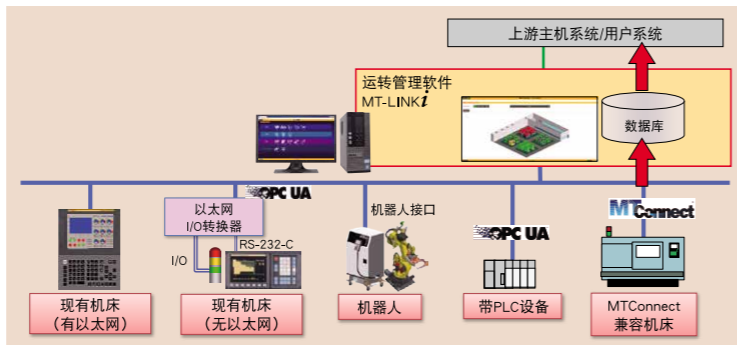 上游主机系统/用户系统
运转管理软件
MT-LINKi
数据库
OPC UA
以太网
I/O转换器
I/O
RS-232-C
机器人接口
OPC UA
MTConnect
现有机床
（有以太网）
现有机床
（无以太网）
机器人
带PLC设备
MTConnect
兼容机床